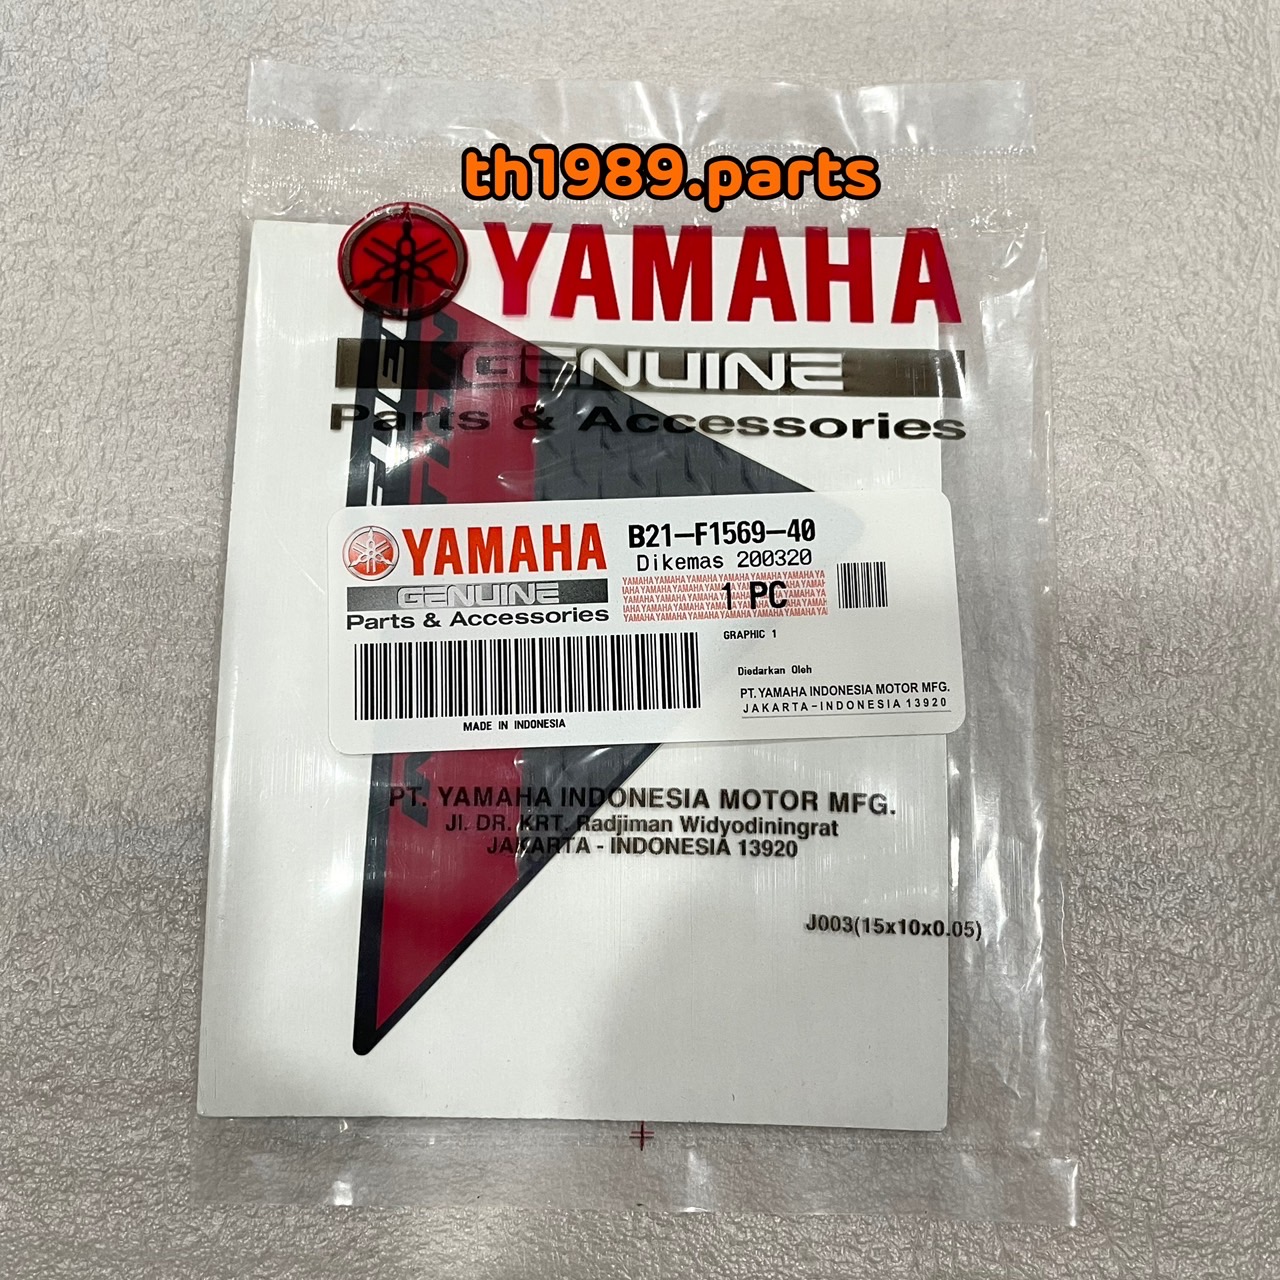 th1989.parts
YAMAHA
GENUINE
Parts & Accessories
YAMAHA
GENUINE
Parts & Accessories
B21-F1569-40
Dikemas 200320
1 PC
GRAPHIC 1
Diedarkan Oleh
PT. YAMAHA INDONESIA MOTOR MFG.
JAKARTA-INDONESIA 13920
MADE IN INDONESIA
PT. YAMAHA INDONESIA MOTOR MFG.
Jl. DR. KRT. Radjiman Widyodiningrat
JAKARTA - INDONESIA 13920
J003(15x10x0.05)